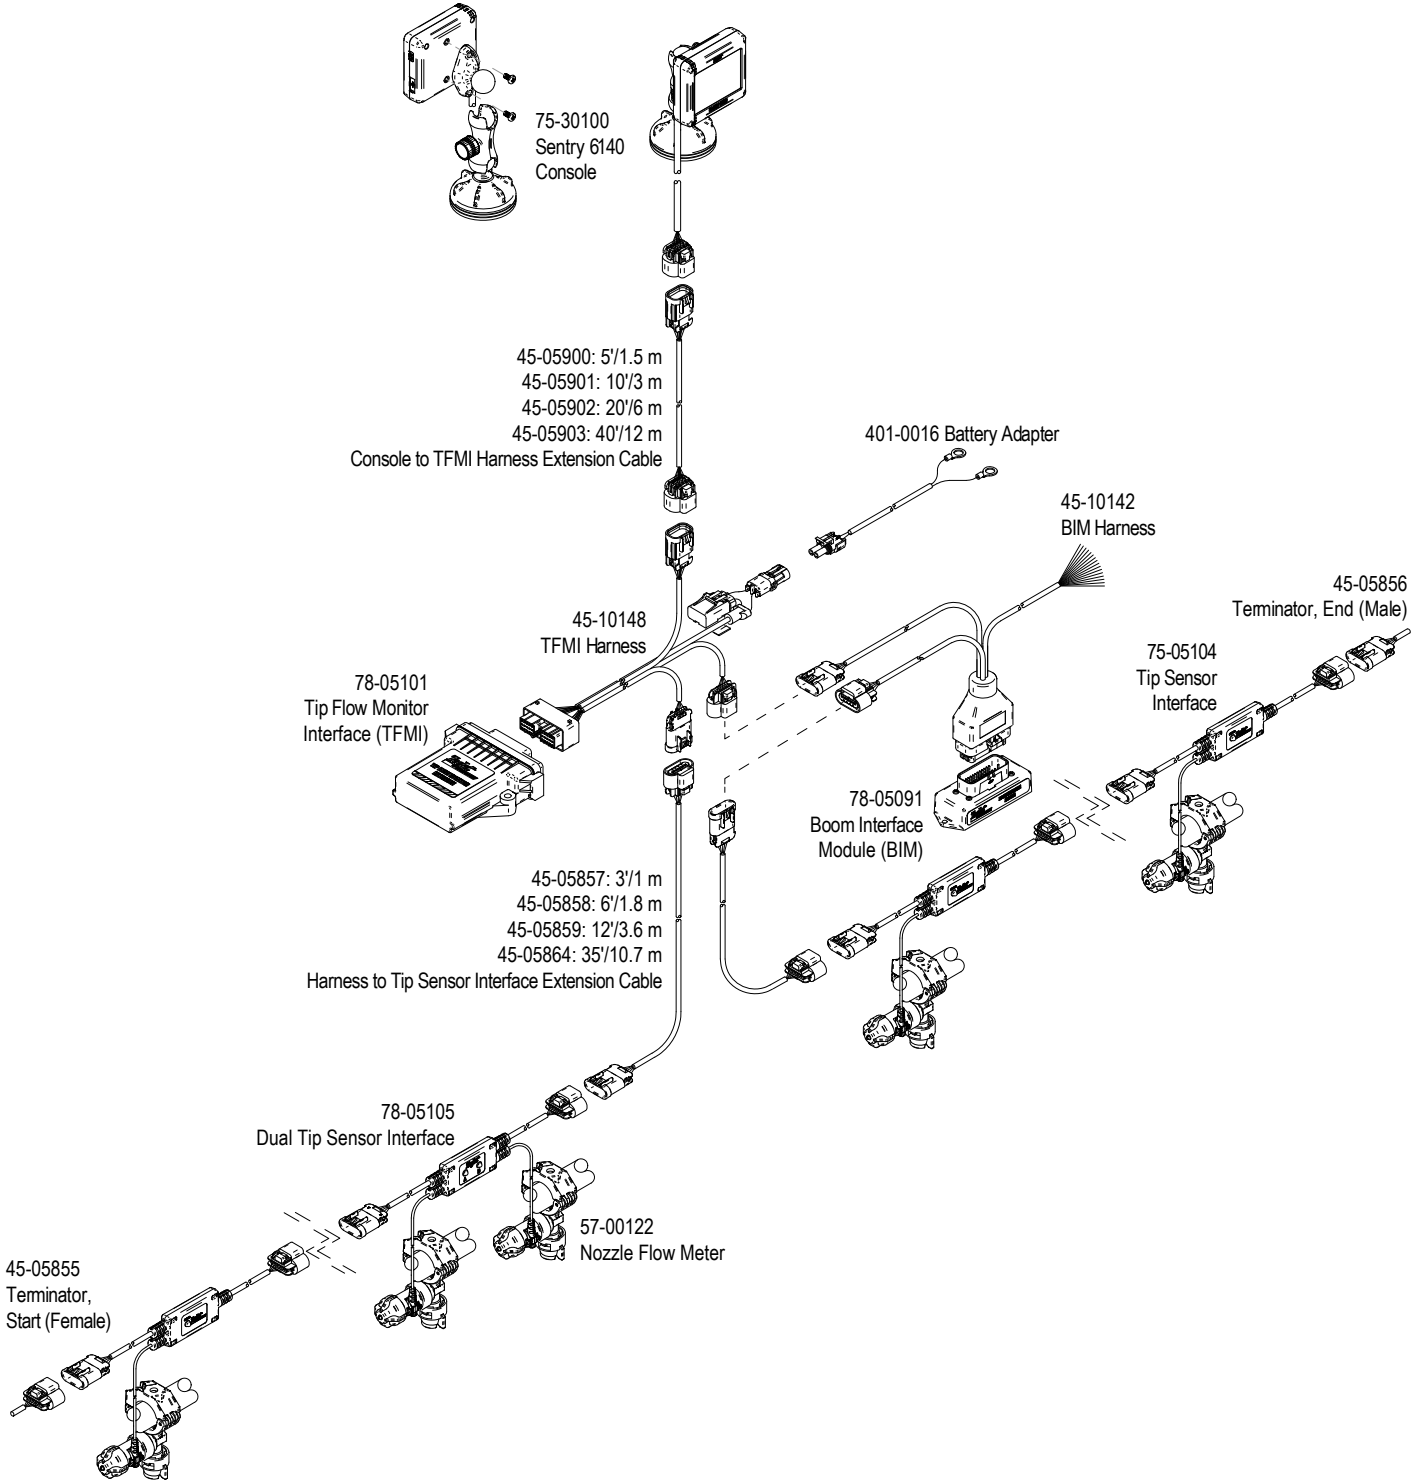 75-30100
Sentry 6140
Console
45-05900: 5'/1.5 m
45-05901: 10'/3 m
45-05902: 20'/6 m
45-05903: 40'/12 m
Console to TFMI Harness Extension Cable
401-0016 Battery Adapter
45-10142
BIM Harness
45-05856
Terminator, End (Male)
45-10148
TFMI Harness
75-05104
Tip Sensor
Interface
78-05101
Tip Flow Monitor
Interface (TFMI)
78-05091
Boom Interface
Module (BIM)
45-05857: 3'/1 m
45-05858: 6'/1.8 m
45-05859: 12'/3.6 m
45-05864: 35'/10.7 m
Harness to Tip Sensor Interface Extension Cable
78-05105
Dual Tip Sensor Interface
57-00122
Nozzle Flow Meter
45-05855
Terminator,
Start (Female)